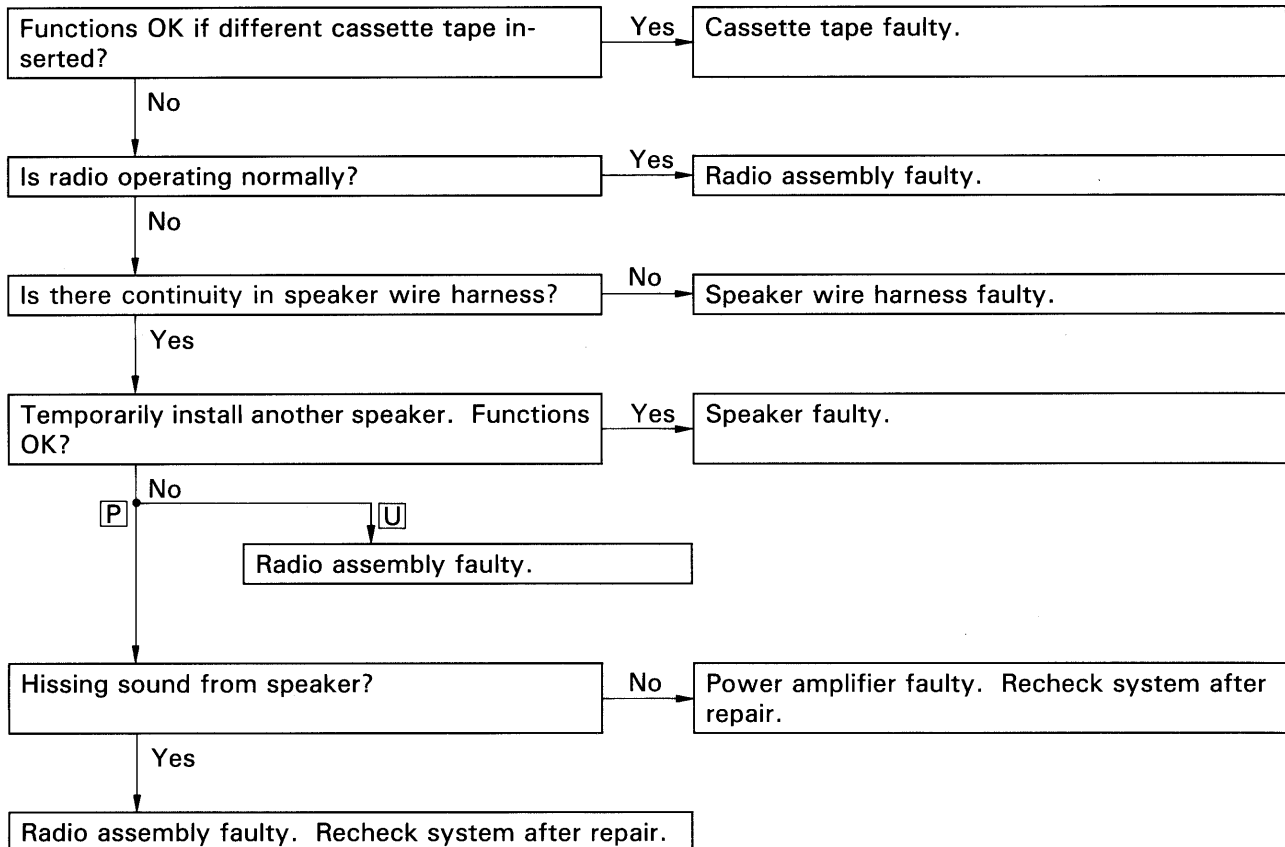 Functions OK if different cassette tape in-
serted?
Yes
Cassette tape faulty.
No
Is radio operating normally?
Yes
Radio assembly faulty.
No
Is there continuity in speaker wire harness?
No
Speaker wire harness faulty.
Yes
Temporarily install another speaker. Functions
OK?
Yes
Speaker faulty.
No
P
U
Radio assembly faulty.
Hissing sound from speaker?
No
Power amplifier faulty. Recheck system after
repair.
Yes
Radio assembly faulty. Recheck system after repair.